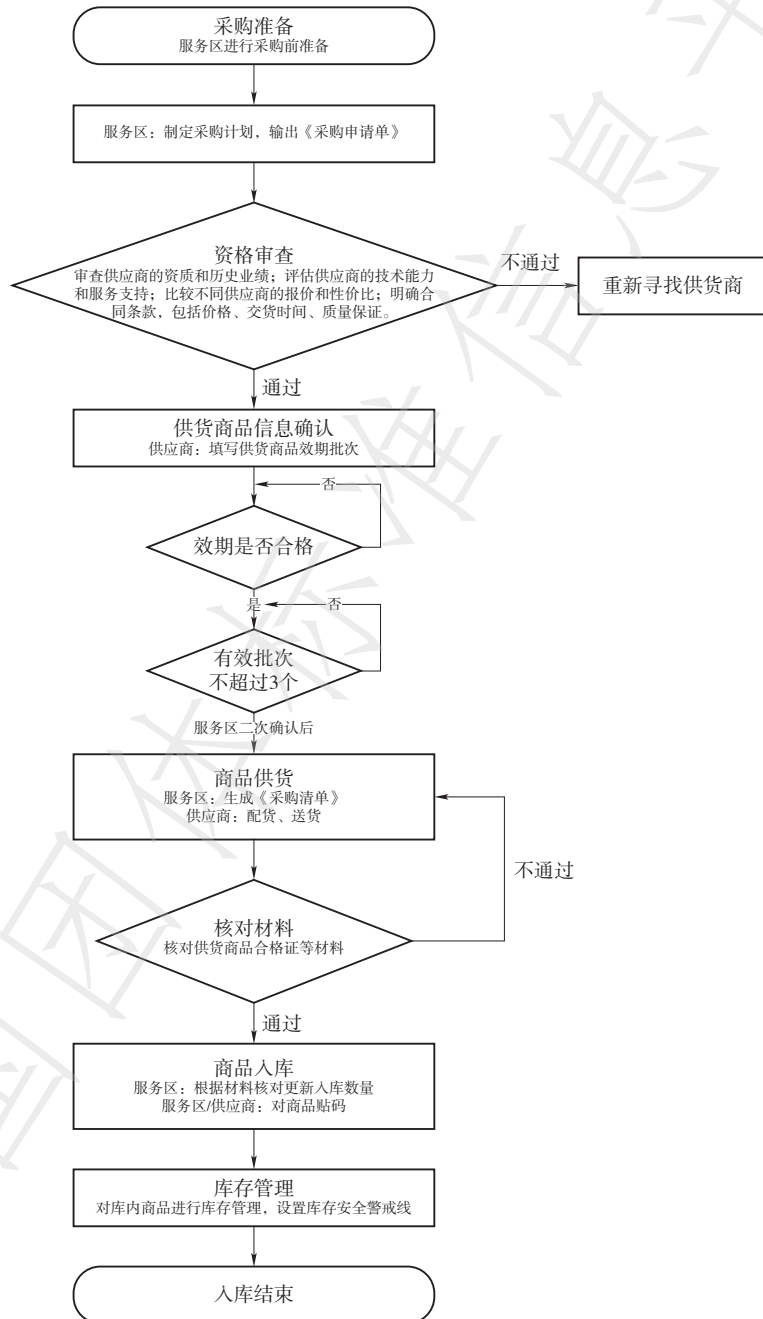 采购准备
服务区进行采购前准备
服务区：制定采购计划，输出《采购申请单》
资格审查
审查供应商的资质和历史业绩；评估供应商的技术能力
和服务支持；比较不同供应商的报价和性价比；明确合
同条款，包括价格、交货时间、质量保证。
不通过
重新寻找供货商
通过
供货商品信息确认
供应商：填写供货商品效期批次
否
效期是否合格
是
否
有效批次
不超过3个
服务区二次确认后
商品供货
服务区：生成《采购清单》
供应商：配货、送货
不通过
核对材料
核对供货商品合格证等材料
通过
商品入库
服务区：根据材料核对更新入库数量
服务区/供应商：对商品贴码
库存管理
对库内商品进行库存管理，设置库存安全警戒线
入库结束
团体标准信息